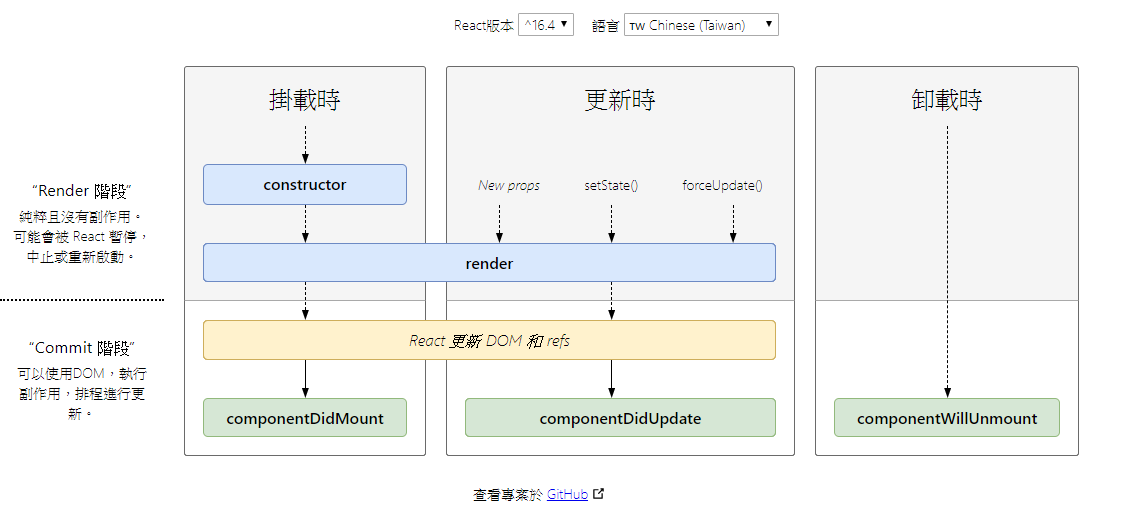 React版本 ^16.4 語言 TW Chinese (Taiwan)
掛載時
更新時
卸載時
“Render 階段”
純粹且沒有副作用。
可能會被 React 暫停，
中止或重新啟動。
constructor
New props setState() forceUpdate()
render
“Commit 階段”
可以使用DOM，執行
副作用，排程進行更
新。
React 更新 DOM 和 refs
componentDidMount
componentDidUpdate
componentWillUnmount
查看專案於 GitHub